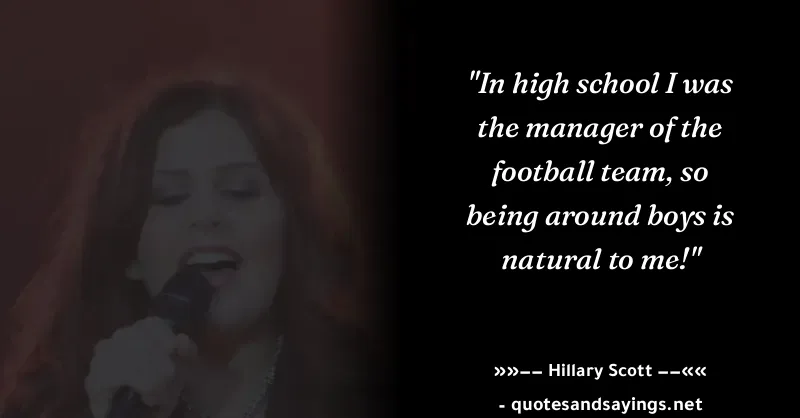 "In high school I was
the manager of the
football team, so
being around boys is
natural to me!"
»»–– Hillary Scott ––««
- quotesandsayings.net